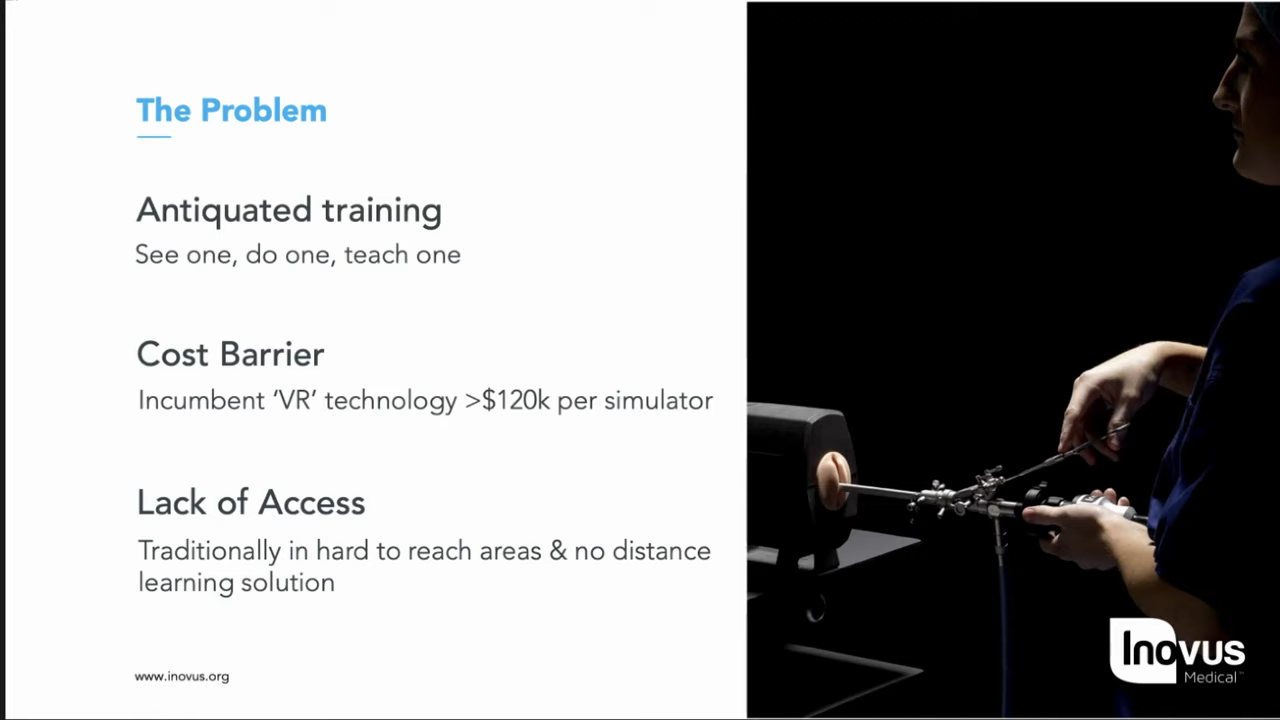 The Problem
Antiquated training
See one, do one, teach one
Cost Barrier
Incumbent ‘VR’ technology >$120k per simulator
Lack of Access
Traditionally in hard to reach areas & no distance
learning solution
www.inovus.org
Inovus
Medical™